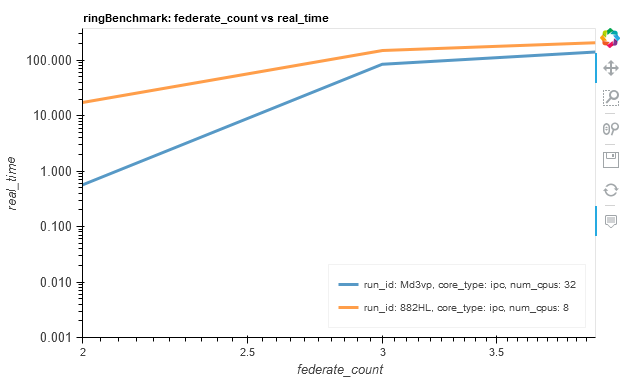 ringBenchmark: federate_count vs real_time
100.000
10.000
1.000
0.100
0.010
0.001
real_time
run_id: Md3vp, core_type: ipc, num_cpus: 32
run_id: 882HL, core_type: ipc, num_cpus: 8
2
2.5
3
3.5
federate_count